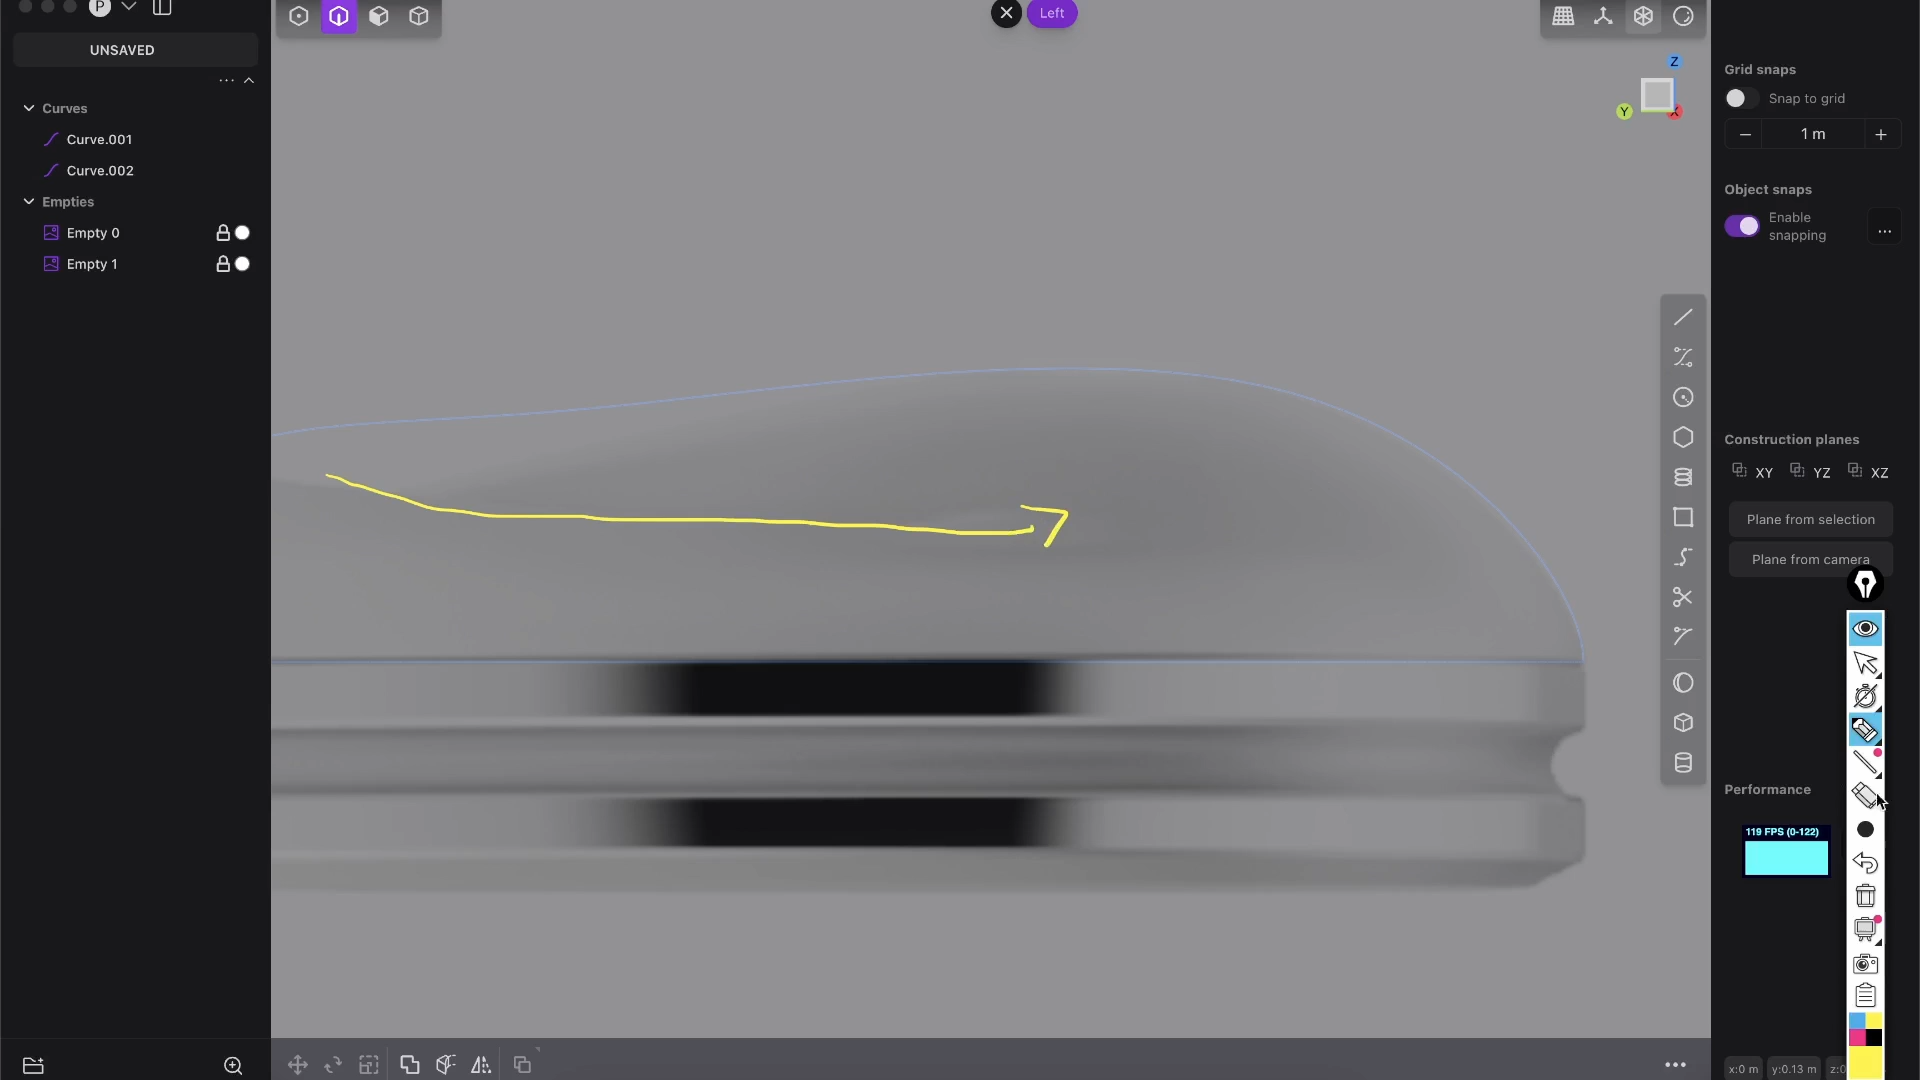 P
Left
UNSAVED
Z
Y
X
Curves
Curve.001
Curve.002
Empties
Empty 0
Empty 1
Grid snaps
Snap to grid
1 m
Object snaps
Enable
snapping
Construction planes
XY YZ XZ
Plane from selection
Plane from camera
Performance
119 FPS (0-122)
x:0 m y:0.13 m z:0